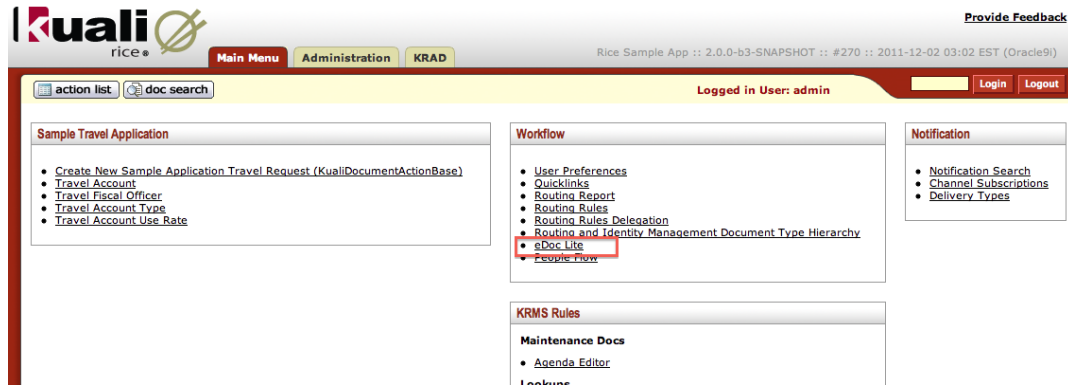 Kuali
rice®
Provide Feedback
Main Menu
Administration
KRAD
Rice Sample App :: 2.0.0-b3-SNAPSHOT :: #270 :: 2011-12-02 03:02 EST (Oracle9i)
action list
doc search
Logged in User: admin
Login
Logout
Sample Travel Application
Create New Sample Application Travel Request (KualiDocumentActionBase)
Travel Account
Travel Fiscal Officer
Travel Account Type
Travel Account Use Rate
Workflow
User Preferences
Quicklinks
Routing Report
Routing Rules
Routing Rules Delegation
Routing and Identity Management Document Type Hierarchy
eDoc Lite
People Flow
Notification
Notification Search
Channel Subscriptions
Delivery Types
KRMS Rules
Maintenance Docs
Agenda Editor
Lookups